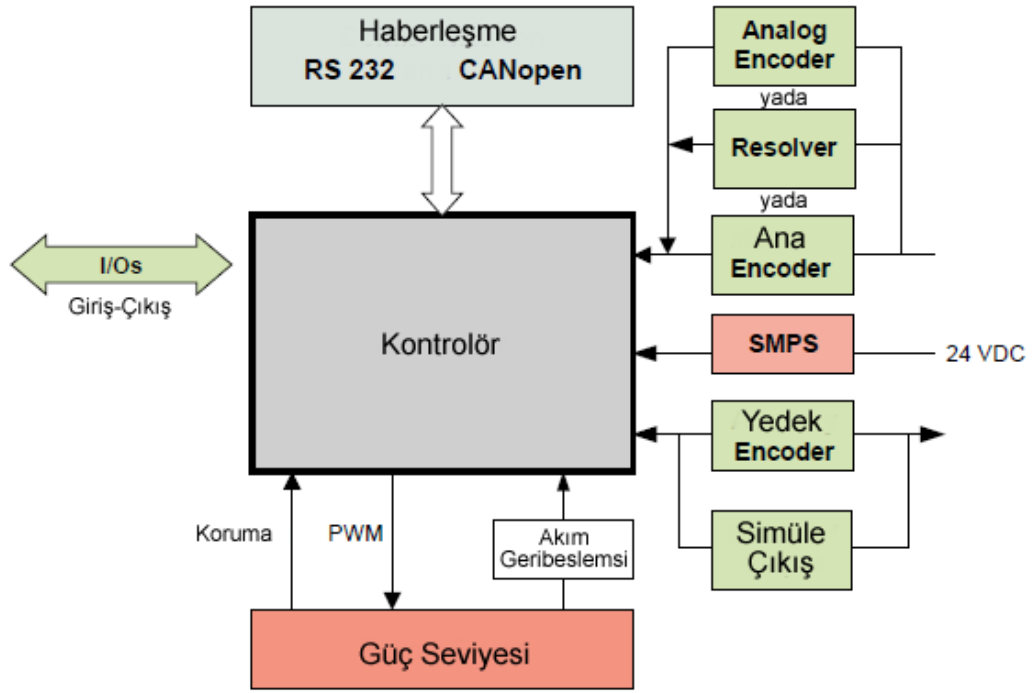 Haberleşme
RS 232 CANopen
Analog
Encoder
yada
Resolver
yada
Ana
Encoder
I/Os
Giriş-Çıkış
Kontrolör
SMPS
24 VDC
Yedek
Encoder
Simüle
Çıkış
Koruma
PWM
Akım
Geribeslemsi
Güç Seviyesi